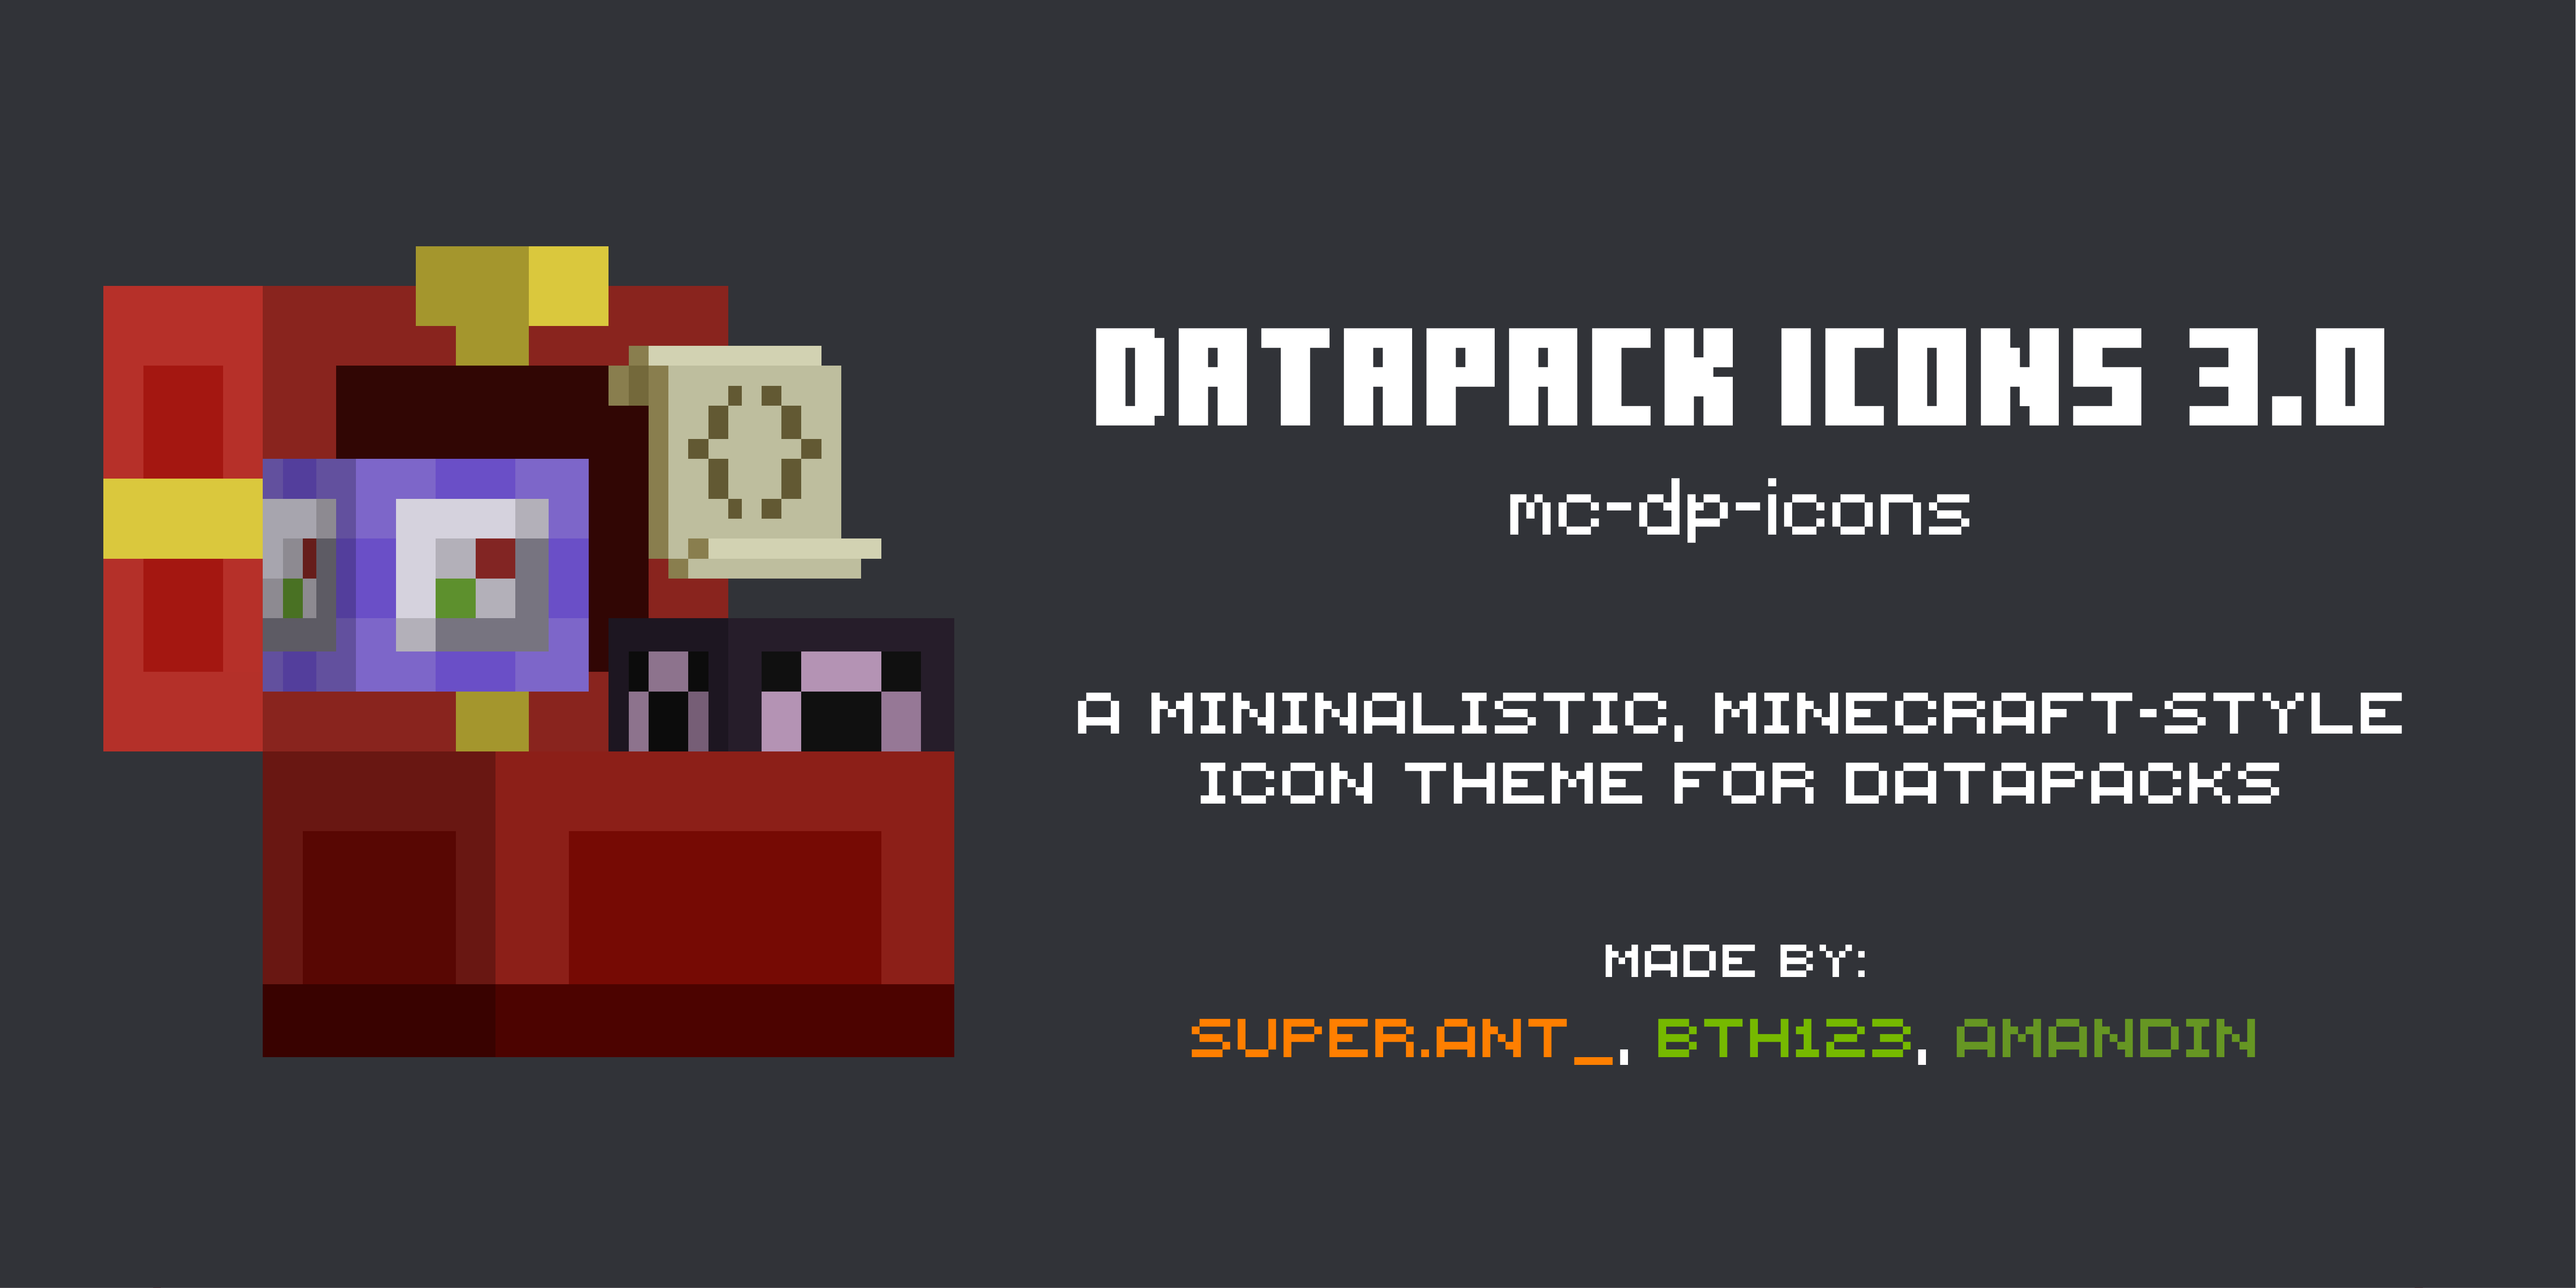 DATAPACK ICONS 3.0
mc-dp-icons
A MININALISTIC, MINECRAFT-STYLE
ICON THEME FOR DATAPACKS
MADE BY:
SUPER.ANT_, BTH123, AMANDIN